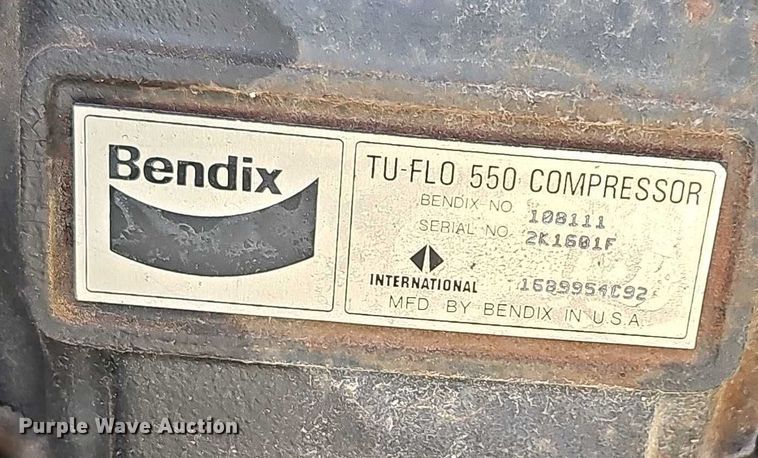 Bendix
TU-FLO 550 COMPRESSOR
BENDIX NO. 108111
SERIAL NO. 2K1601F
INTERNATIONAL 1689954C92
MFD. BY BENDIX IN U.S.A.
Purple Wave Auction